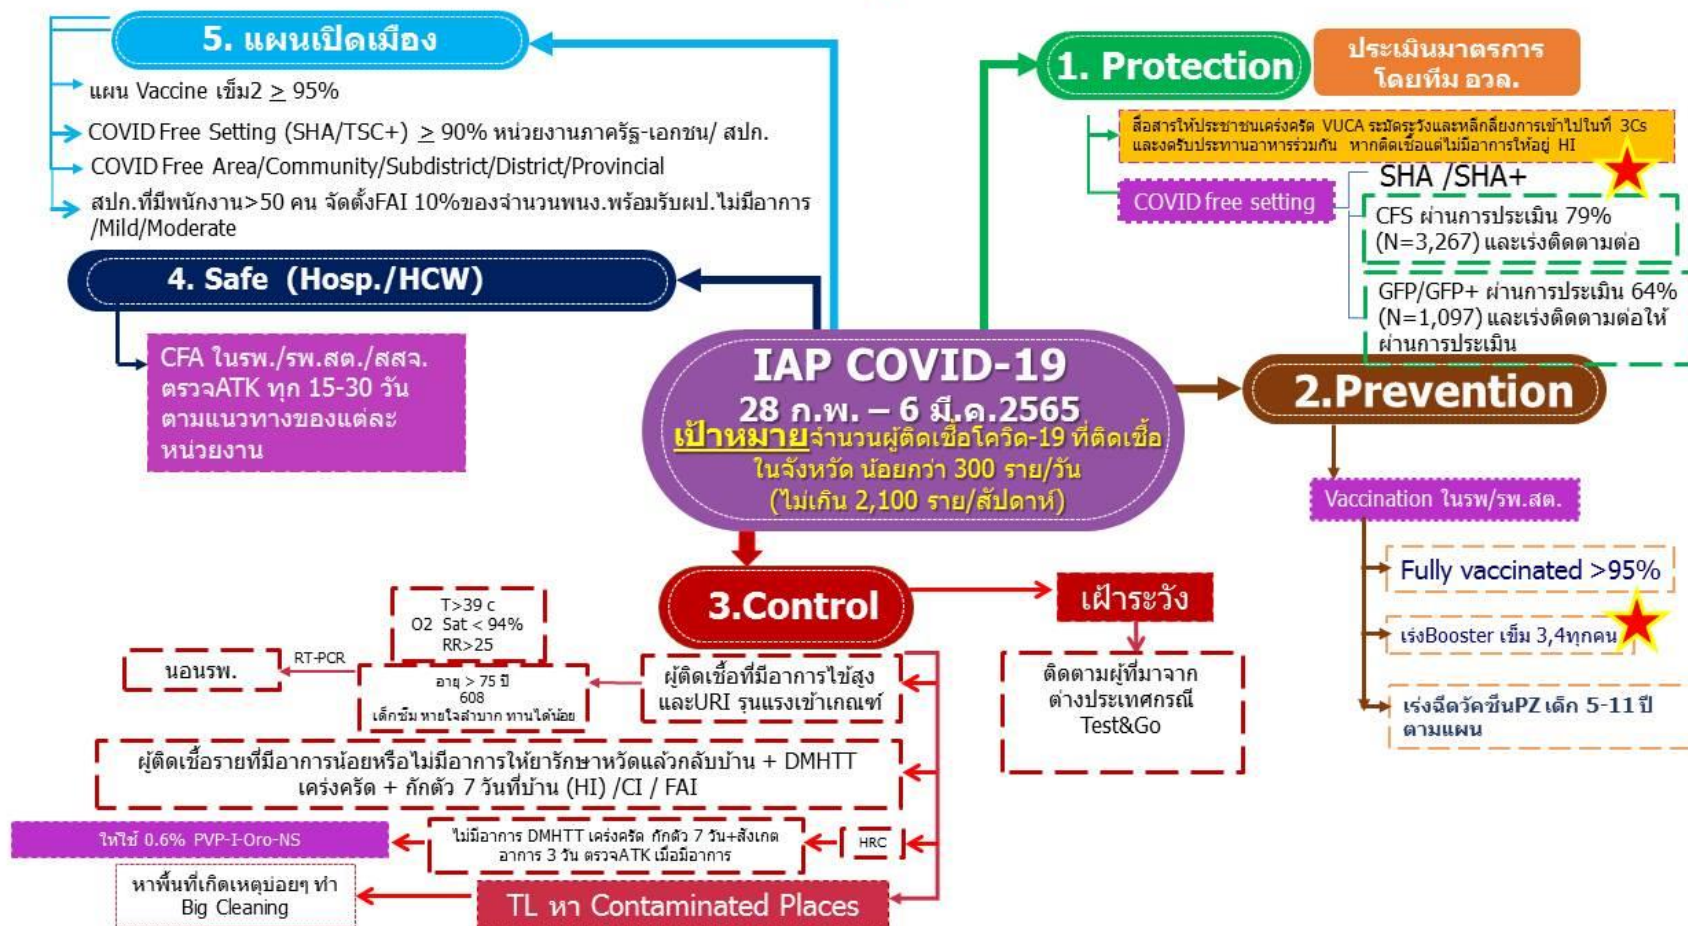 5. แผนเปิดเมือง
แผน Vaccine เข็ม2 ≥ 95%
COVID Free Setting (SHA/TSC+) ≥ 90% หน่วยงานภาครัฐ-เอกชน/ สปก.
COVID Free Area/Community/Subdistrict/District/Provincial
สปก.ที่มีพนักงาน>50 คน จัดตั้งFAI 10%ของจำนวนพนง.พร้อมรับผป.ไม่มีอาการ
/Mild/Moderate
1. Protection
ประเมินมาตรการ
โดยทีม อวล.
สื่อสารให้ประชาชนเคร่งครัด VUCA ระมัดระวังและหลีกลี่ยงการเข้าไปในที่ 3Cs
และงดรับประทานอาหารร่วมกัน หากติดเชื้อแต่ไม่มีอาการให้อยู่ HI
COVID free setting
SHA /SHA+
CFS ผ่านการประเมิน 79%
(N=3,267) และเร่งติดตามต่อ
GFP/GFP+ ผ่านการประเมิน 64%
(N=1,097) และเร่งติดตามต่อให้
ผ่านการประเมิน
4. Safe (Hosp./HCW)
CFA ในรพ./รพ.สต./สสจ.
ตรวจATK ทุก 15-30 วัน
ตามแนวทางของแต่ละ
หน่วยงาน
IAP COVID-19
28 ก.พ. – 6 มี.ค.2565
เป้าหมายจำนวนผู้ติดเชื้อโควิด-19 ที่ติดเชื้อ
ในจังหวัด น้อยกว่า 300 ราย/วัน
(ไม่เกิน 2,100 ราย/สัปดาห์)
2.Prevention
Vaccination ในรพ/รพ.สต.
Fully vaccinated >95%
เร่งBooster เข็ม 3,4ทุกคน
เร่งฉีดวัคซีนPZ เด็ก 5-11 ปี
ตามแผน
3.Control
เฝ้าระวัง
ติดตามผู้ที่มาจาก
ต่างประเทศกรณี
Test&Go
T>39 c
O2 Sat < 94%
RR>25
อายุ > 75 ปี
608
เด็กซึม หายใจลำบาก ทานได้น้อย
RT-PCR
นอนรพ.
ผู้ติดเชื้อที่มีอาการไข้สูง
และURI รุนแรงเข้าเกณฑ์
ผู้ติดเชื้อรายที่มีอาการน้อยหรือไม่มีอาการให้ยารักษาหวัดแล้วกลับบ้าน + DMHTT
เคร่งครัด + กักตัว 7 วันที่บ้าน (HI) /CI / FAI
ให้ใช้ 0.6% PVP-I-Oro-NS
ไม่มีอาการ DMHTT เคร่งครัด กักตัว 7 วัน+สังเกต
อาการ 3 วัน ตรวจATK เมื่อมีอาการ
HRC
หาพื้นที่เกิดเหตุบ่อยๆ ทำ
Big Cleaning
TL หา Contaminated Places